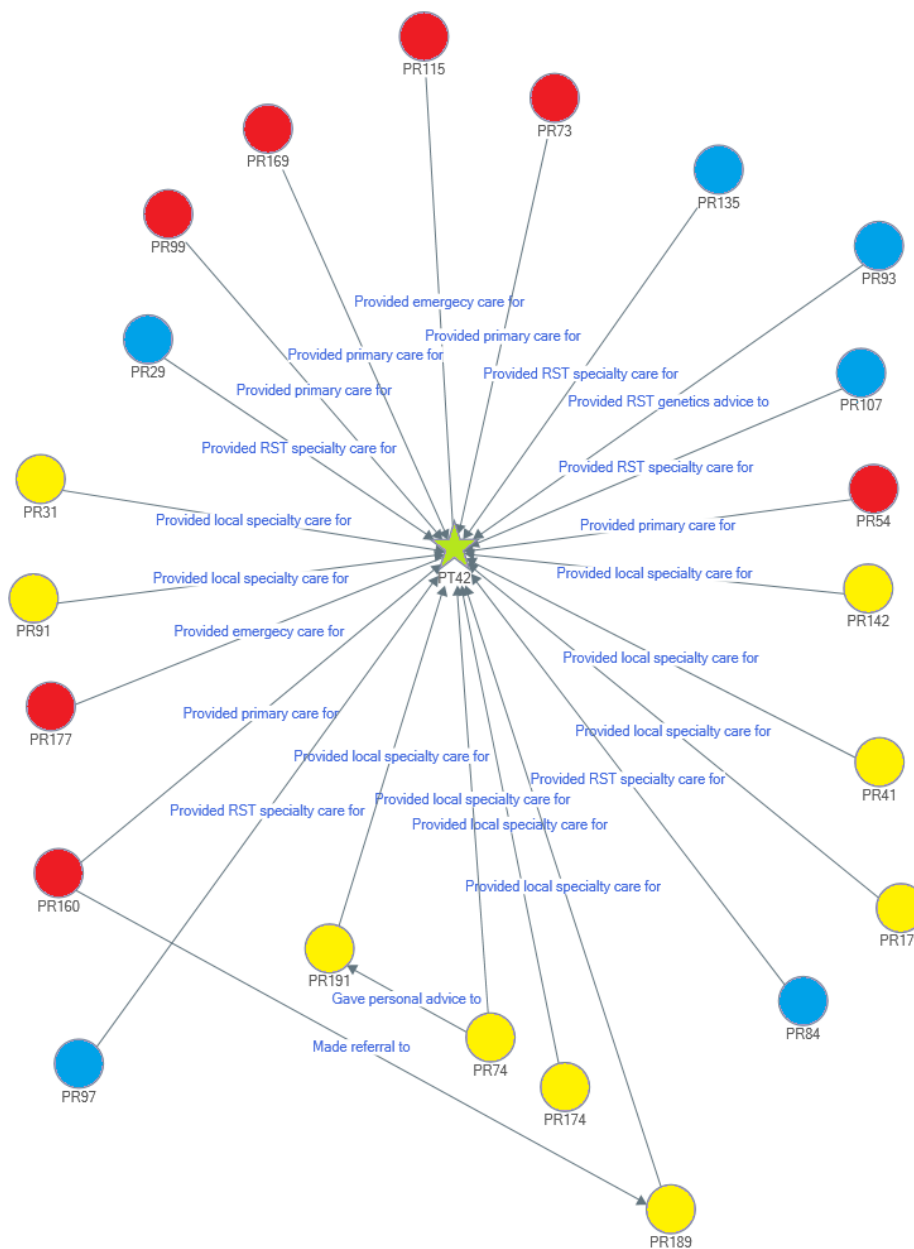 PR115
PR73
PR169
PR135
PR99
PR93
Provided emergecy care for
PR29
Provided primary care for
Provided primary care for
PR107
Provided RST specialty care for
Provided primary care for
Provided RST genetics advice to
Provided RST specialty care for
Provided RST specialty care for
PR31
Provided local specialty care for
Provided primary care for
PR54
PT42
Provided local specialty care for
Provided local specialty care for
PR91
PR142
Provided emergecy care for
Provided local specialty care for
PR177
Provided primary care for
Provided local specialty care for
Provided local specialty care for
Provided RST specialty care for
PR41
Provided RST specialty care for
Provided local specialty care for
Provided local specialty care for
Provided local specialty care for
PR160
PR17
PR191
Gave personal advice to
PR84
Made referral to
PR74
PR97
PR174
PR189